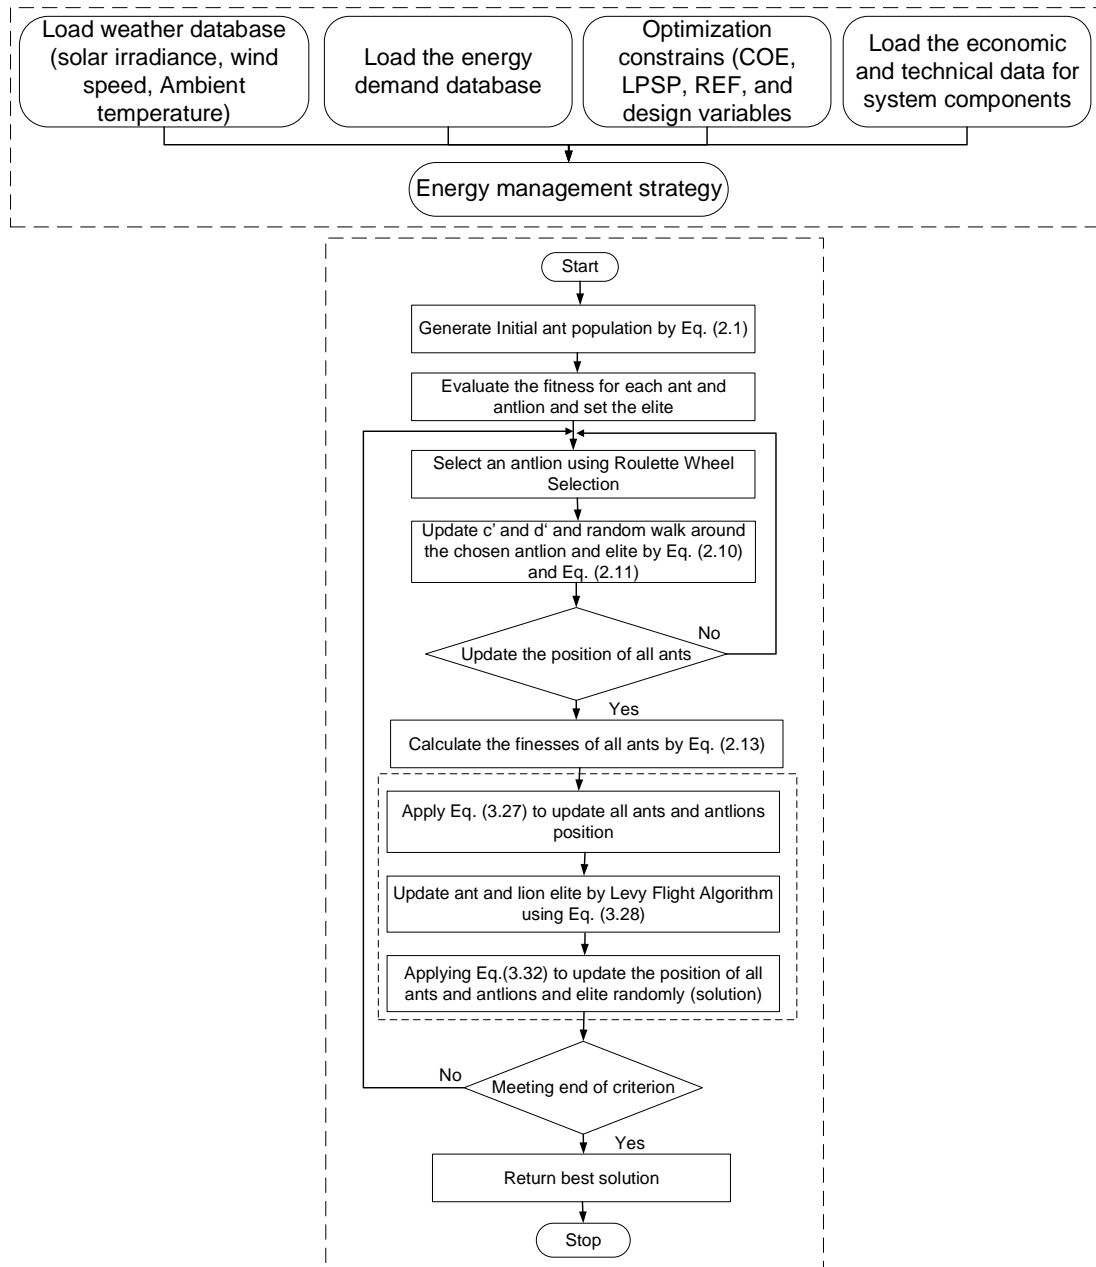 Load weather database
(solar irradiance, wind
speed, Ambient
temperature)
Load the energy
demand database
Optimization
constrains (COE,
LPSP, REF, and
design variables
Load the economic
and technical data for
system components
Energy management strategy
Start
Generate Initial ant population by Eq. (2.1)
Evaluate the fitness for each ant and
antlion and set the elite
Select an antlion using Roulette Wheel
Selection
Update c’ and d‘ and random walk around
the chosen antlion and elite by Eq. (2.10)
and Eq. (2.11)
No
Update the position of all ants
Yes
Calculate the finesses of all ants by Eq. (2.13)
Apply Eq. (3.27) to update all ants and antlions
position
Update ant and lion elite by Levy Flight Algorithm
using Eq. (3.28)
Applying Eq.(3.32) to update the position of all
ants and antlions and elite randomly (solution)
No
Meeting end of criterion
Yes
Return best solution
Stop